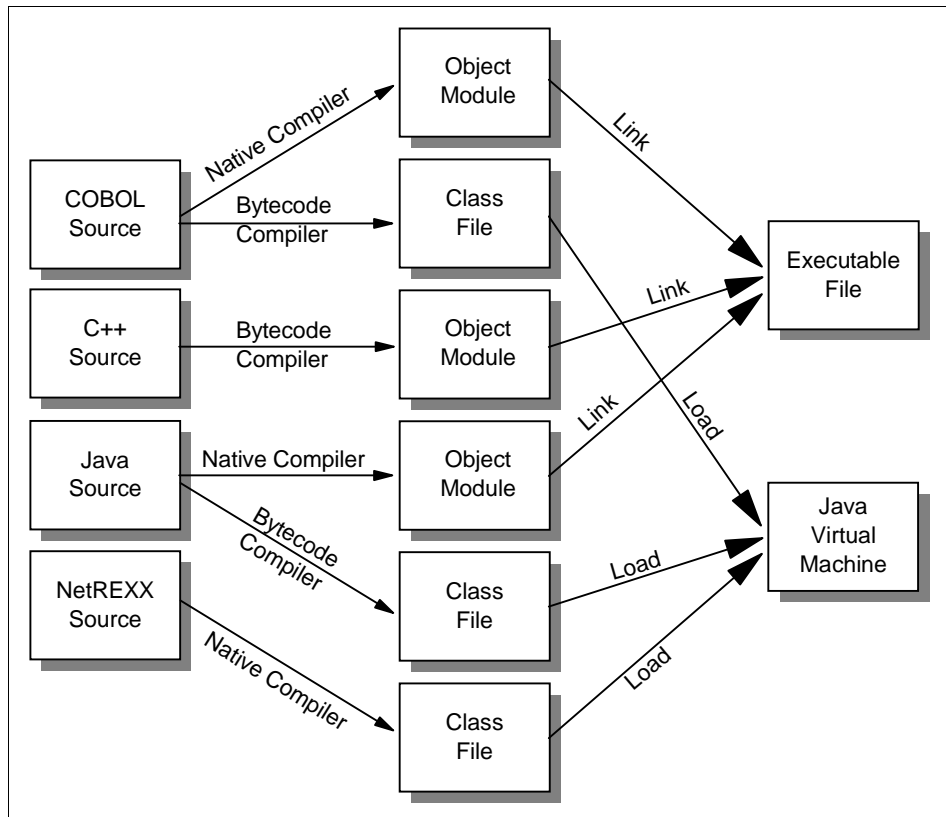 Object
Module
Native Compiler
Link
COBOL
Source
Bytecode
Compiler
Class
File
Executable
File
C++
Source
Bytecode
Compiler
Object
Module
Link
Load
Java
Source
Native Compiler
Object
Module
Link
Java
Virtual
Machine
Bytecode
Compiler
Class
File
Load
NetREXX
Source
Native Compiler
Class
File
Load